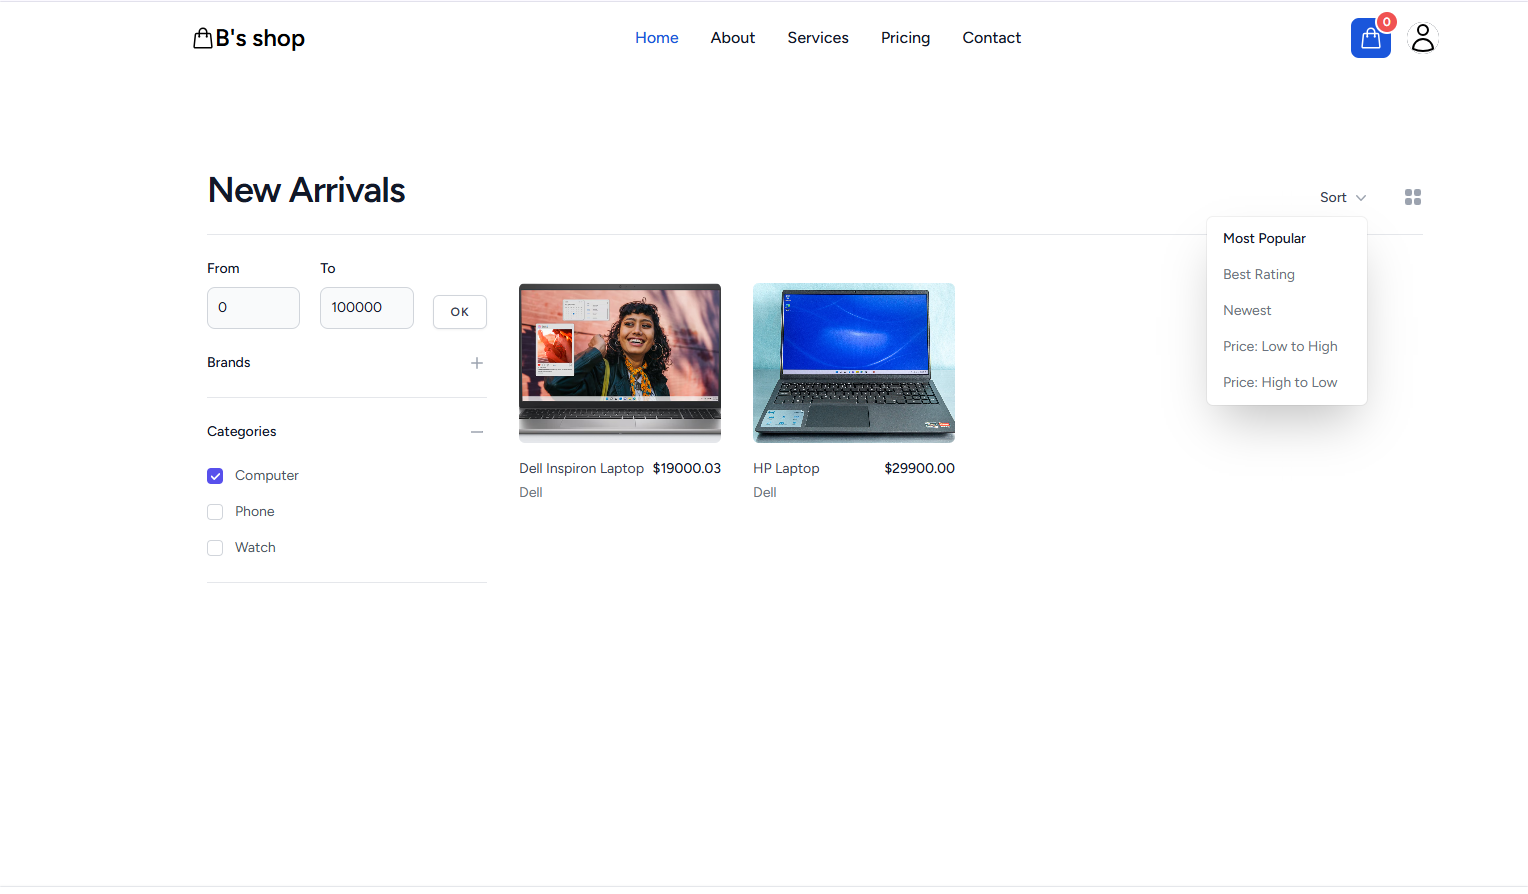 B's shop
Home About Services Pricing Contact
0
New Arrivals
Sort
Most Popular
Best Rating
Newest
Price: Low to High
Price: High to Low
From To
0 100000 OK
Brands
Categories
Computer
Phone
Watch
Dell Inspiron Laptop $19000.03
Dell
HP Laptop $29900.00
Dell